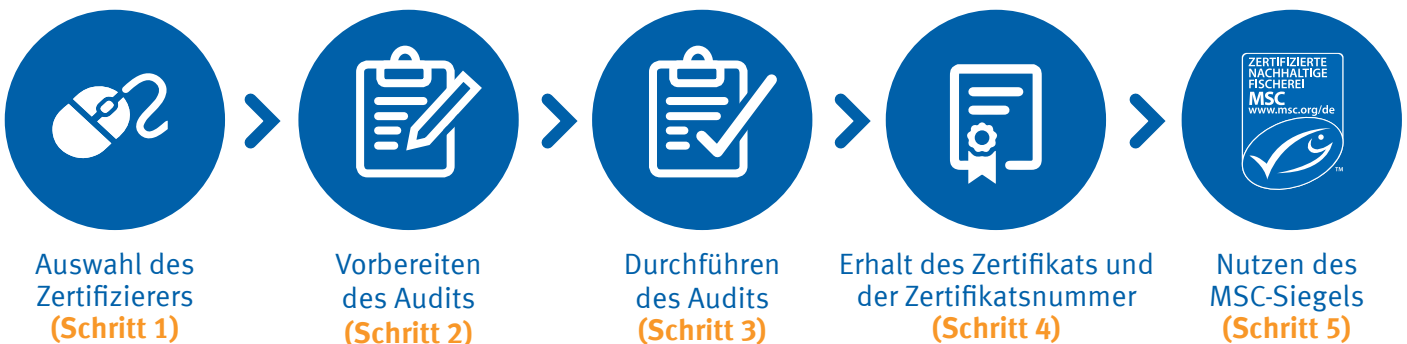 ZERTIFIZIERTE
NACHHALTIGE
FISCHEREI
MSC
www.msc.org/de
TM
Auswahl des
Zertifizierers
(Schritt 1)
Vorbereiten
des Audits
(Schritt 2)
Durchführen
des Audits
(Schritt 3)
Erhalt des Zertifikats und
der Zertifikatsnummer
(Schritt 4)
Nutzen des
MSC-Siegels
(Schritt 5)